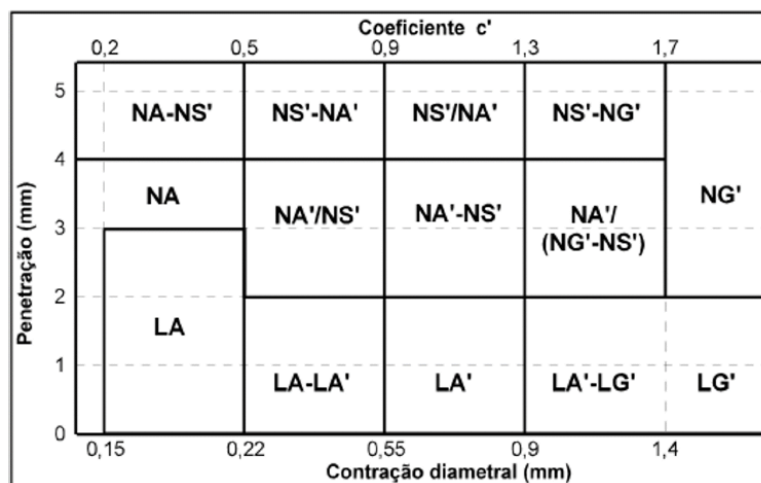 Coeficiente c'
0,2 0,5 0,9 1,3 1,7
5 NA-NS' NS'-NA' NS'/NA' NS'-NG'
4
NA NA'/NS' NA'-NS' NA'/ NG'
(NG'-NS')
3
2
LA
1 LA-LA' LA' LA'-LG' LG'
0
Penetração (mm)
0,15 0,22 0,55 0,9 1,4
Contração diametral (mm)